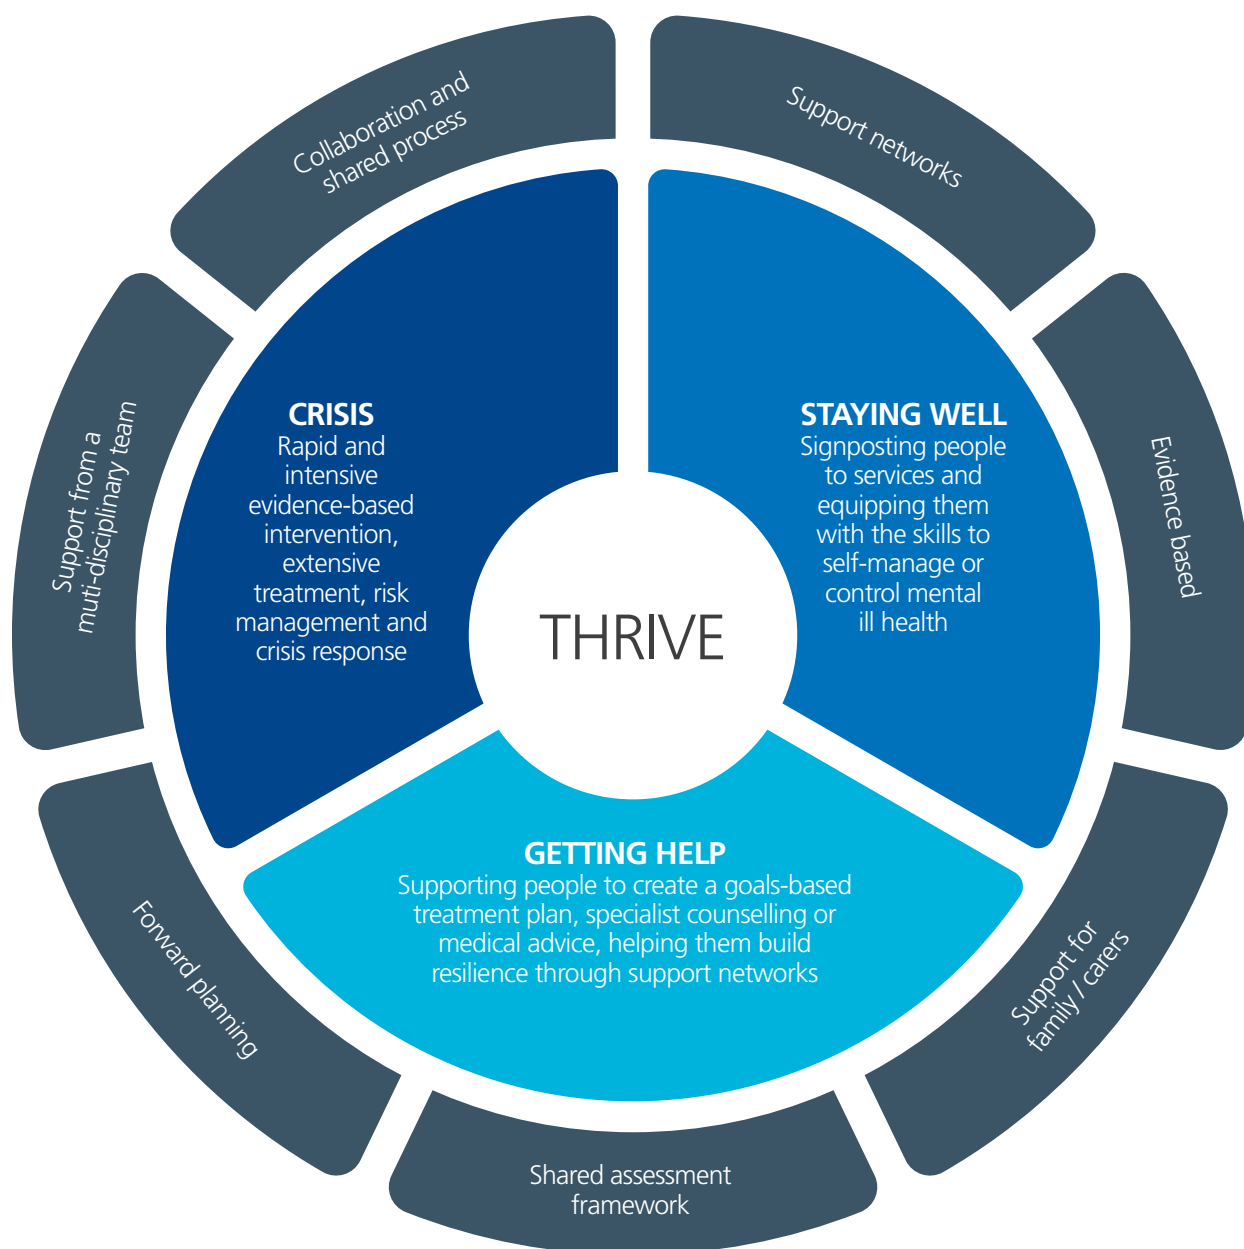 Collaboration and
shared process
Support networks
Support from a
muti-disciplinary team
Evidence based
CRISIS
Rapid and
intensive
evidence-based
intervention,
extensive
treatment, risk
management and
crisis response
STAYING WELL
Signposting people
to services and
equipping them
with the skills to
self-manage or
control mental
ill health
THRIVE
GETTING HELP
Supporting people to create a goals-based
treatment plan, specialist counselling or
medical advice, helping them build
resilience through support networks
Forward planning
Support for
family / carers
Shared assessment
framework